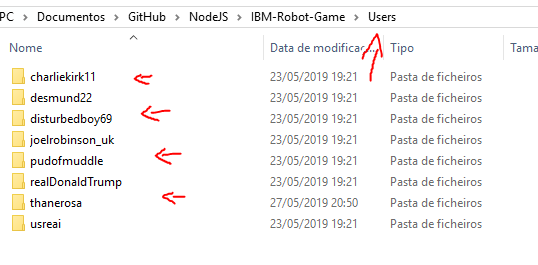 PC > Documentos > GitHub > NodeJS > IBM-Robot-Game > Users
Nome Data de modificaç... Tipo Tama
charliekirk11 23/05/2019 19:21 Pasta de ficheiros
desmund22 23/05/2019 19:21 Pasta de ficheiros
disturbedboy69 23/05/2019 19:21 Pasta de ficheiros
joelrobinson_uk 23/05/2019 19:21 Pasta de ficheiros
pudofmuddle 23/05/2019 19:21 Pasta de ficheiros
realDonaldTrump 23/05/2019 19:21 Pasta de ficheiros
thanerosa 27/05/2019 20:50 Pasta de ficheiros
usreai 23/05/2019 19:21 Pasta de ficheiros